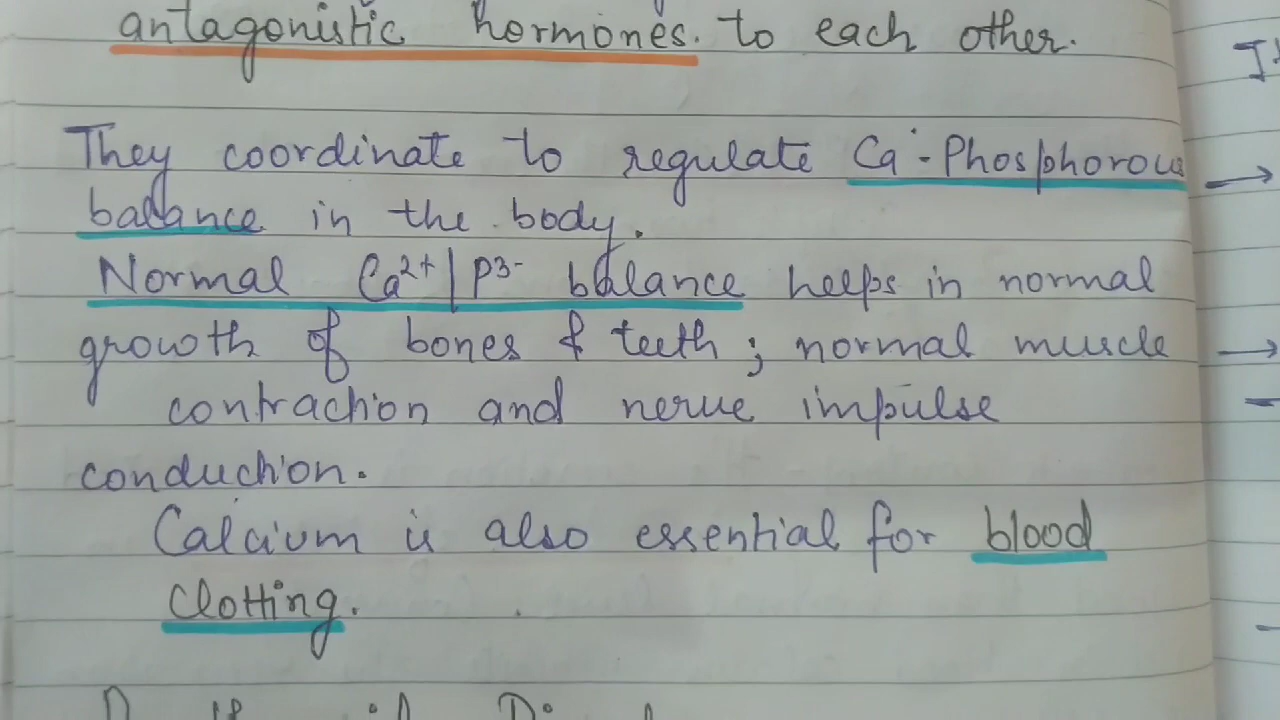 antagonistic hormones. to each other.
They coordinate to regulate Ca-Phosphorous
balance in the body.
Normal Ca²⁺|P³⁻ balance helps in normal
growth of bones & teeth; normal muscle
contraction and nerve impulse
conduction.
Calcium is also essential for blood
Clotting.